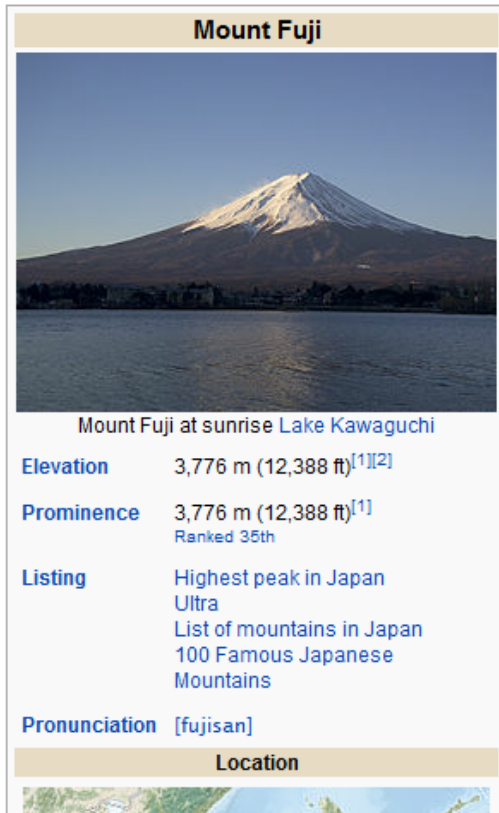 Mount Fuji
Mount Fuji at sunrise Lake Kawaguchi
Elevation 3,776 m (12,388 ft)[1][2]
Prominence 3,776 m (12,388 ft)[1]
Ranked 35th
Listing Highest peak in Japan
Ultra
List of mountains in Japan
100 Famous Japanese
Mountains
Pronunciation [fujisan]
Location